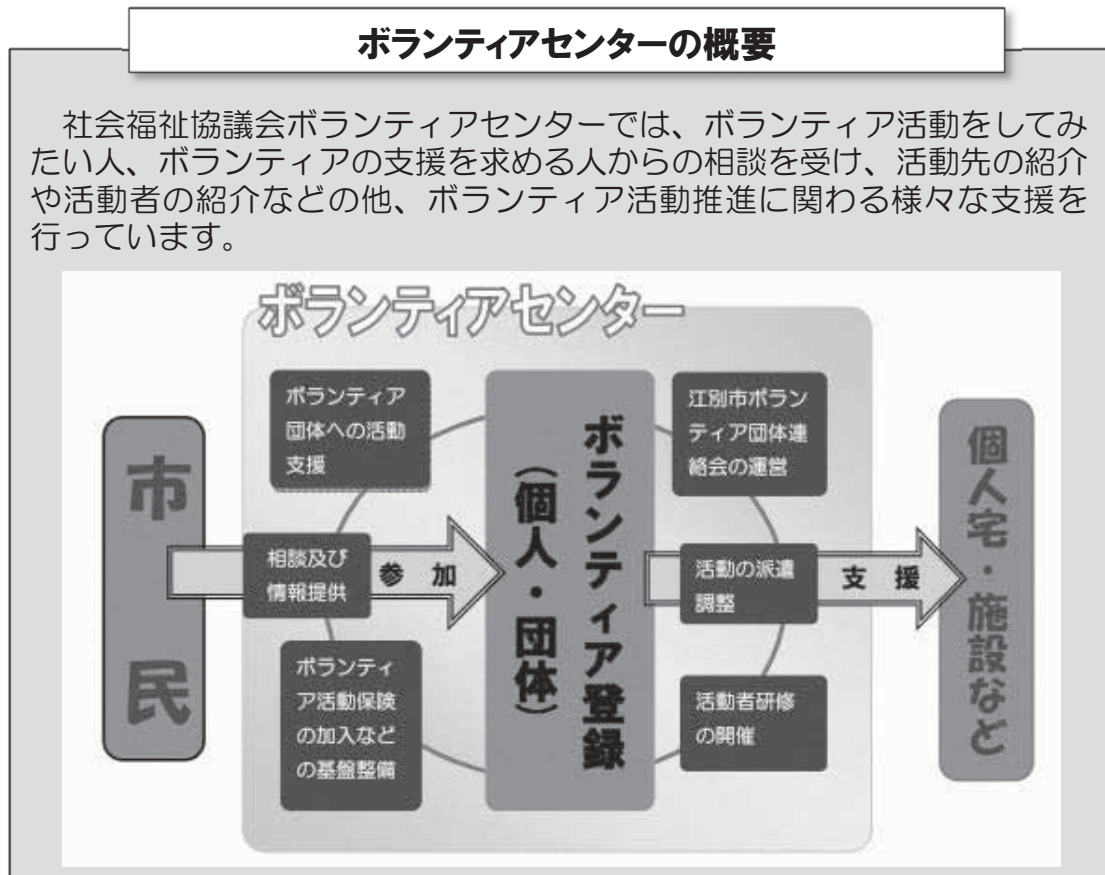 ボランティアセンターの概要
社会福祉協議会ボランティアセンターでは、ボランティア活動をしてみ
たい人、ボランティアの支援を求める人からの相談を受け、活動先の紹介
や活動者の紹介などの他、ボランティア活動推進に関わる様々な支援を
行っています。
ボランティアセンター
市民
ボランティア
団体への活動
支援
相談及び
情報提供
参加
ボランティ
ア活動保険
の加入など
の基盤整備
ボランティア登録
（個人・団体）
江別市ボラン
ティア団体連
絡会の運営
活動の派遣
調整
支援
活動者研修
の開催
個人宅・施設など